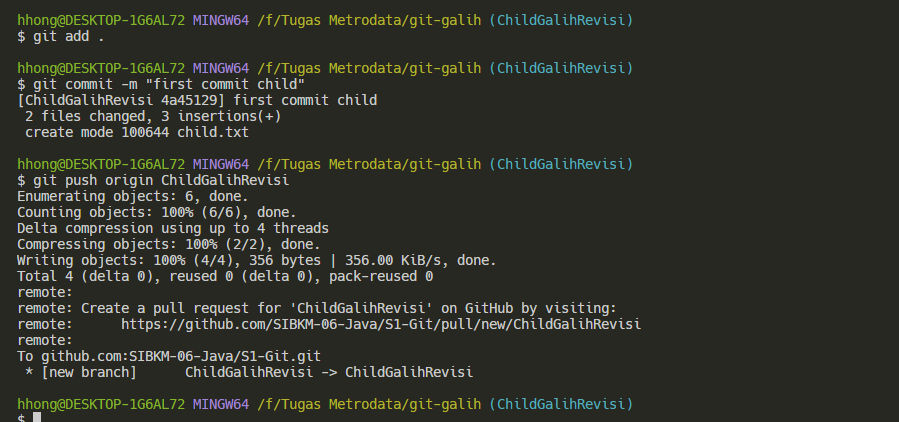 hhong@DESKTOP-1G6AL72 MINGW64 /f/Tugas Metrodata/git-galih (ChildGalihRevisi)
$ git add .
hhong@DESKTOP-1G6AL72 MINGW64 /f/Tugas Metrodata/git-galih (ChildGalihRevisi)
$ git commit -m "first commit child"
[ChildGalihRevisi 4a45129] first commit child
 2 files changed, 3 insertions(+)
 create mode 100644 child.txt
hhong@DESKTOP-1G6AL72 MINGW64 /f/Tugas Metrodata/git-galih (ChildGalihRevisi)
$ git push origin ChildGalihRevisi
Enumerating objects: 6, done.
Counting objects: 100% (6/6), done.
Delta compression using up to 4 threads
Compressing objects: 100% (2/2), done.
Writing objects: 100% (4/4), 356 bytes | 356.00 KiB/s, done.
Total 4 (delta 0), reused 0 (delta 0), pack-reused 0
remote:
remote: Create a pull request for 'ChildGalihRevisi' on GitHub by visiting:
remote:      https://github.com/SIBKM-06-Java/S1-Git/pull/new/ChildGalihRevisi
remote:
To github.com:SIBKM-06-Java/S1-Git.git
 * [new branch]      ChildGalihRevisi -> ChildGalihRevisi
hhong@DESKTOP-1G6AL72 MINGW64 /f/Tugas Metrodata/git-galih (ChildGalihRevisi)
$